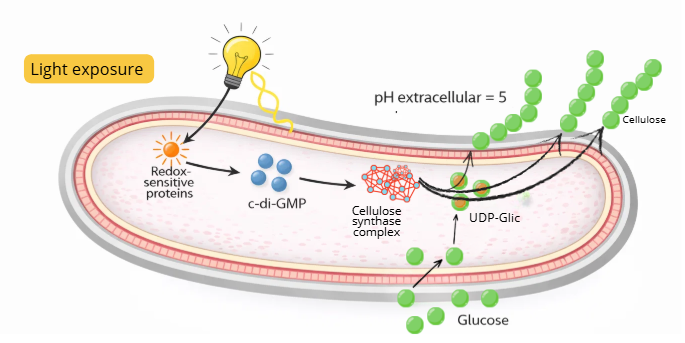 Light exposure
pH extracellular = 5
Cellulose
Redox-
sensitive
proteins
c-di-GMP
Cellulose
synthase
complex
UDP-Glic
Glucose